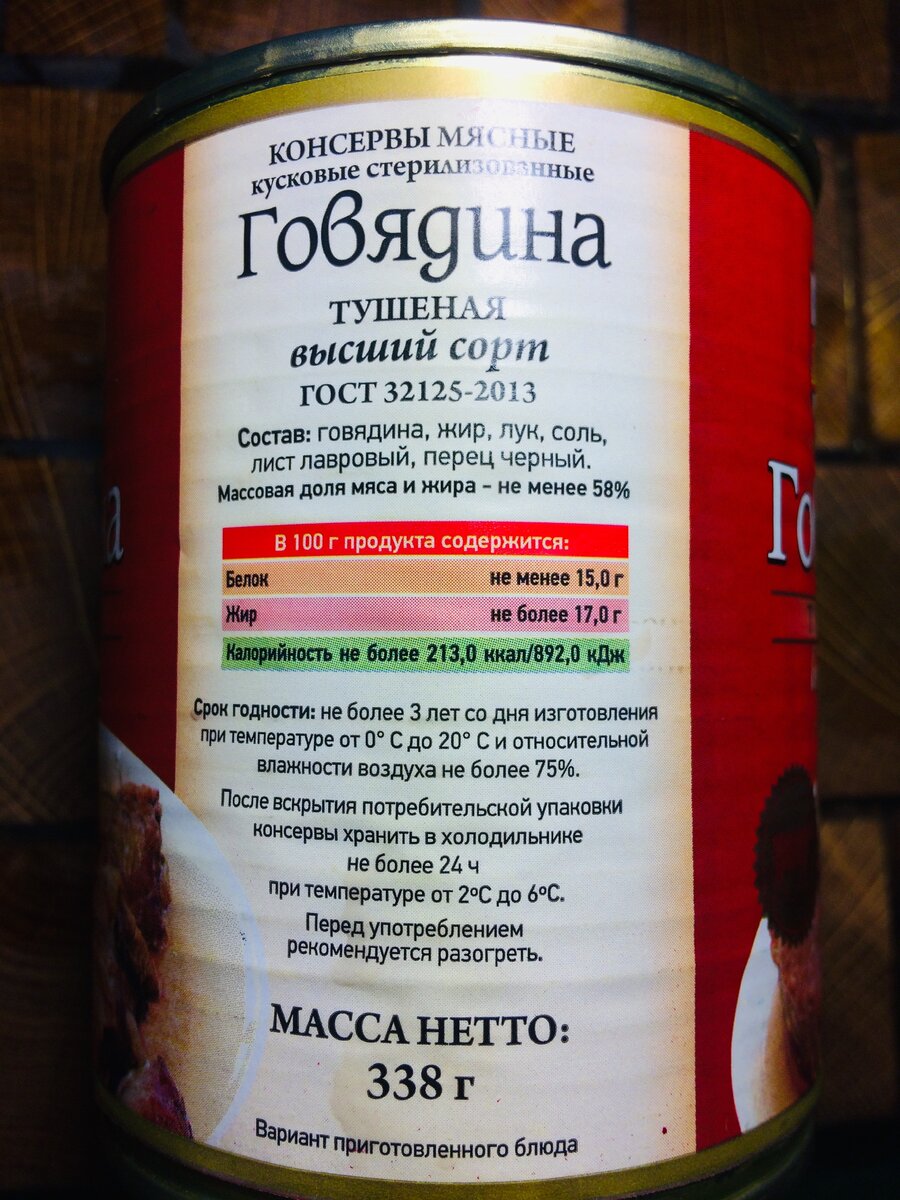 КОНСЕРВЫ МЯСНЫЕ
кусковые стерилизованные
Говядина
ТУШЕНАЯ
высший сорт
ГОСТ 32125-2013
Состав: говядина, жир, лук, соль,
лист лавровый, перец черный.
Массовая доля мяса и жира - не менее 58%
В 100 г продукта содержится:
Белок не менее 15,0 г
Жир не более 17,0 г
Калорийность не более 213,0 ккал/892,0 кДж
Срок годности: не более 3 лет со дня изготовления
при температуре от 0° С до 20° С и относительной
влажности воздуха не более 75%.
После вскрытия потребительской упаковки
консервы хранить в холодильнике
не более 24 ч
при температуре от 2ºС до 6ºС.
Перед употреблением
рекомендуется разогреть.
МАССА НЕТТО:
338 г
Вариант приготовленного блюда
а
Го